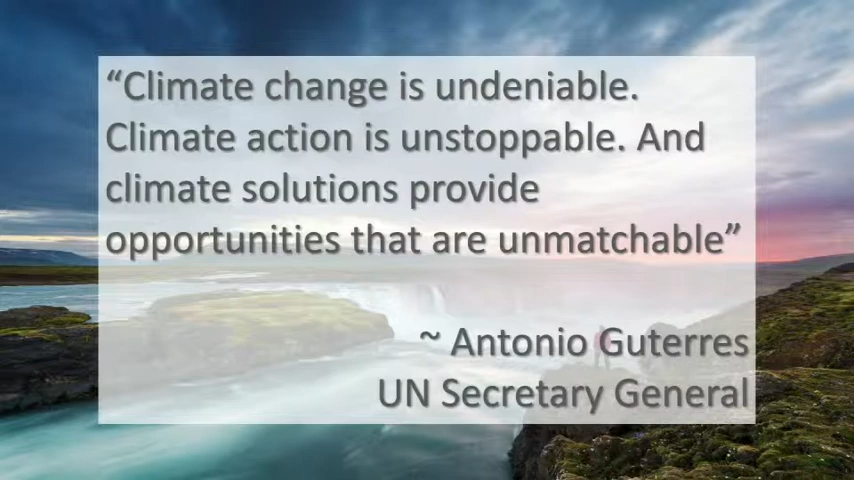 “Climate change is undeniable.
Climate action is unstoppable. And
climate solutions provide
opportunities that are unmatchable”
~ Antonio Guterres
UN Secretary General